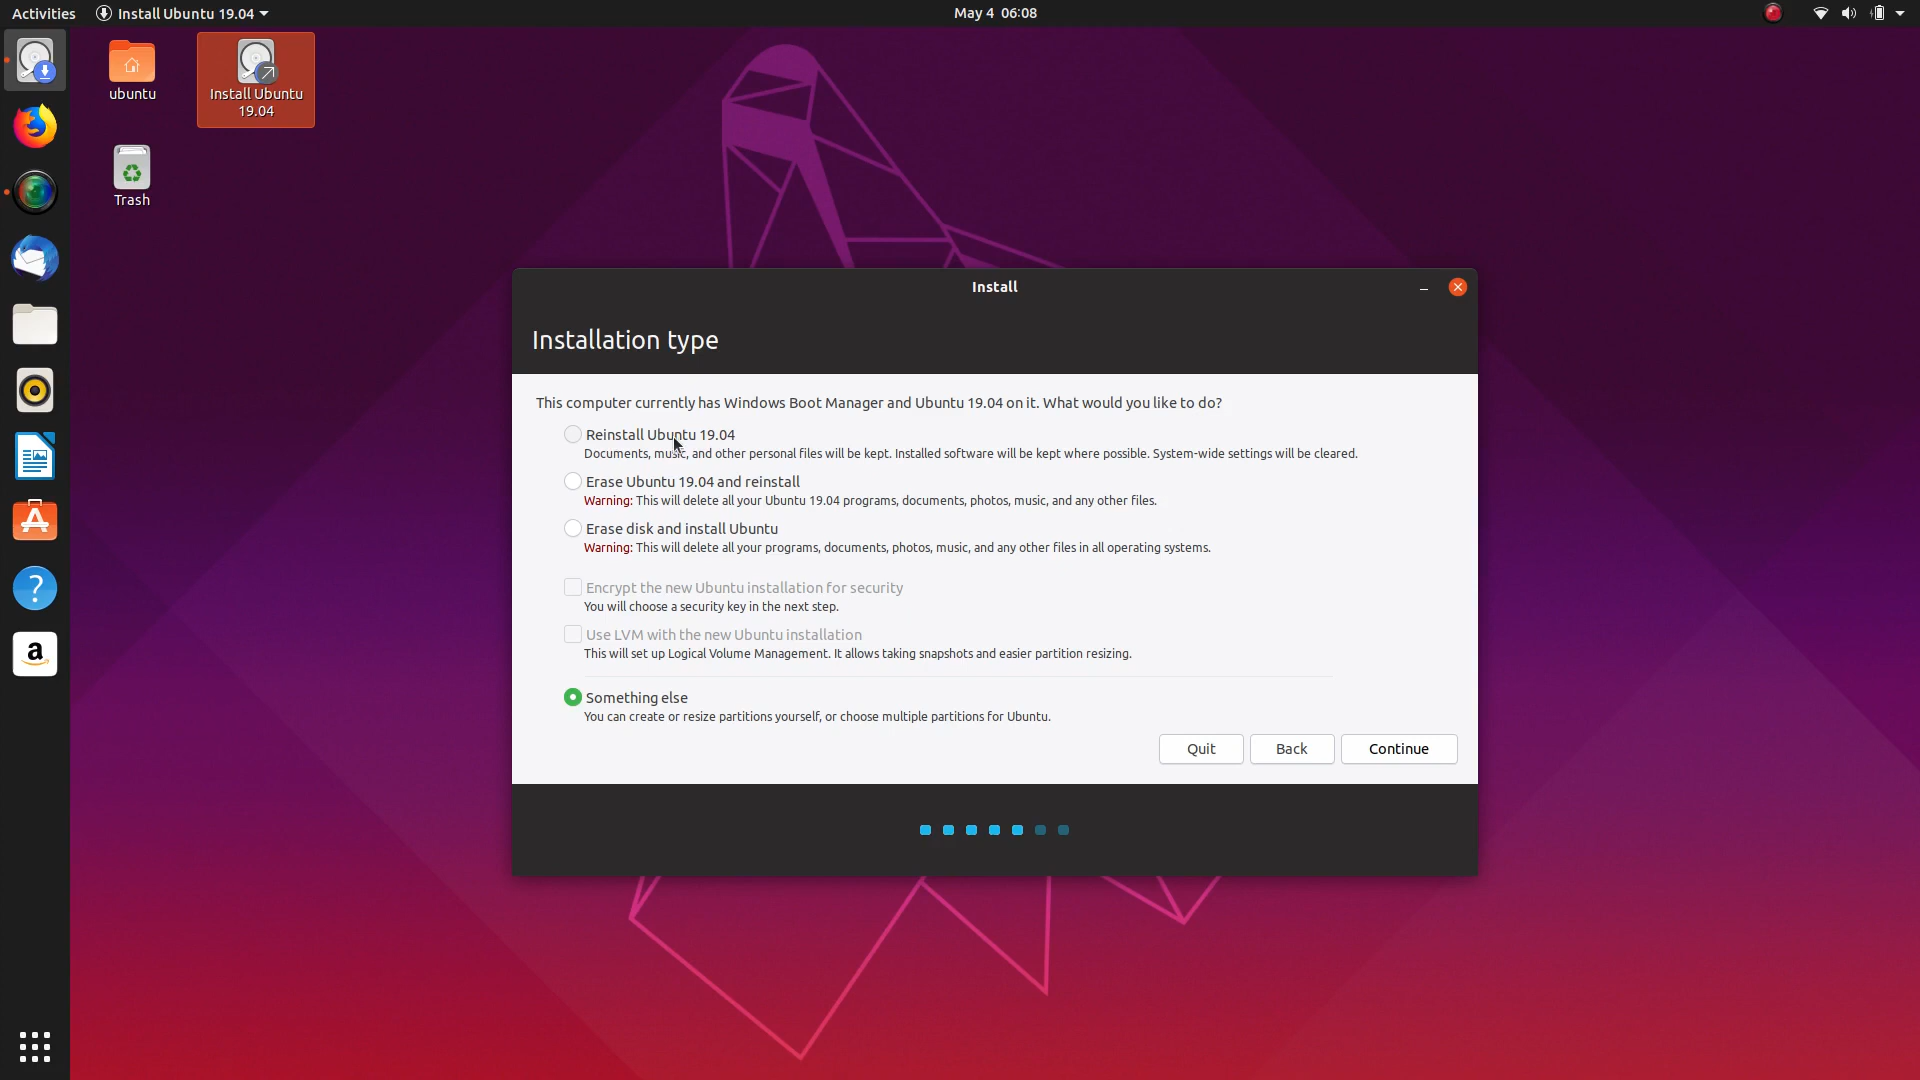 Activities
Install Ubuntu 19.04
May 4 06:08
ubuntu
Install Ubuntu
19.04
Trash
Install
Installation type
This computer currently has Windows Boot Manager and Ubuntu 19.04 on it. What would you like to do?
Reinstall Ubuntu 19.04
Documents, music, and other personal files will be kept. Installed software will be kept where possible. System-wide settings will be cleared.
Erase Ubuntu 19.04 and reinstall
Warning: This will delete all your Ubuntu 19.04 programs, documents, photos, music, and any other files.
Erase disk and install Ubuntu
Warning: This will delete all your programs, documents, photos, music, and any other files in all operating systems.
Encrypt the new Ubuntu installation for security
You will choose a security key in the next step.
Use LVM with the new Ubuntu installation
This will set up Logical Volume Management. It allows taking snapshots and easier partition resizing.
Something else
You can create or resize partitions yourself, or choose multiple partitions for Ubuntu.
Quit
Back
Continue
?
a